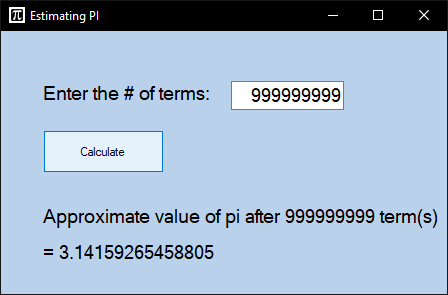 Estimating PI
Enter the # of terms: 999999999
Calculate
Approximate value of pi after 999999999 term(s)
= 3.14159265458805